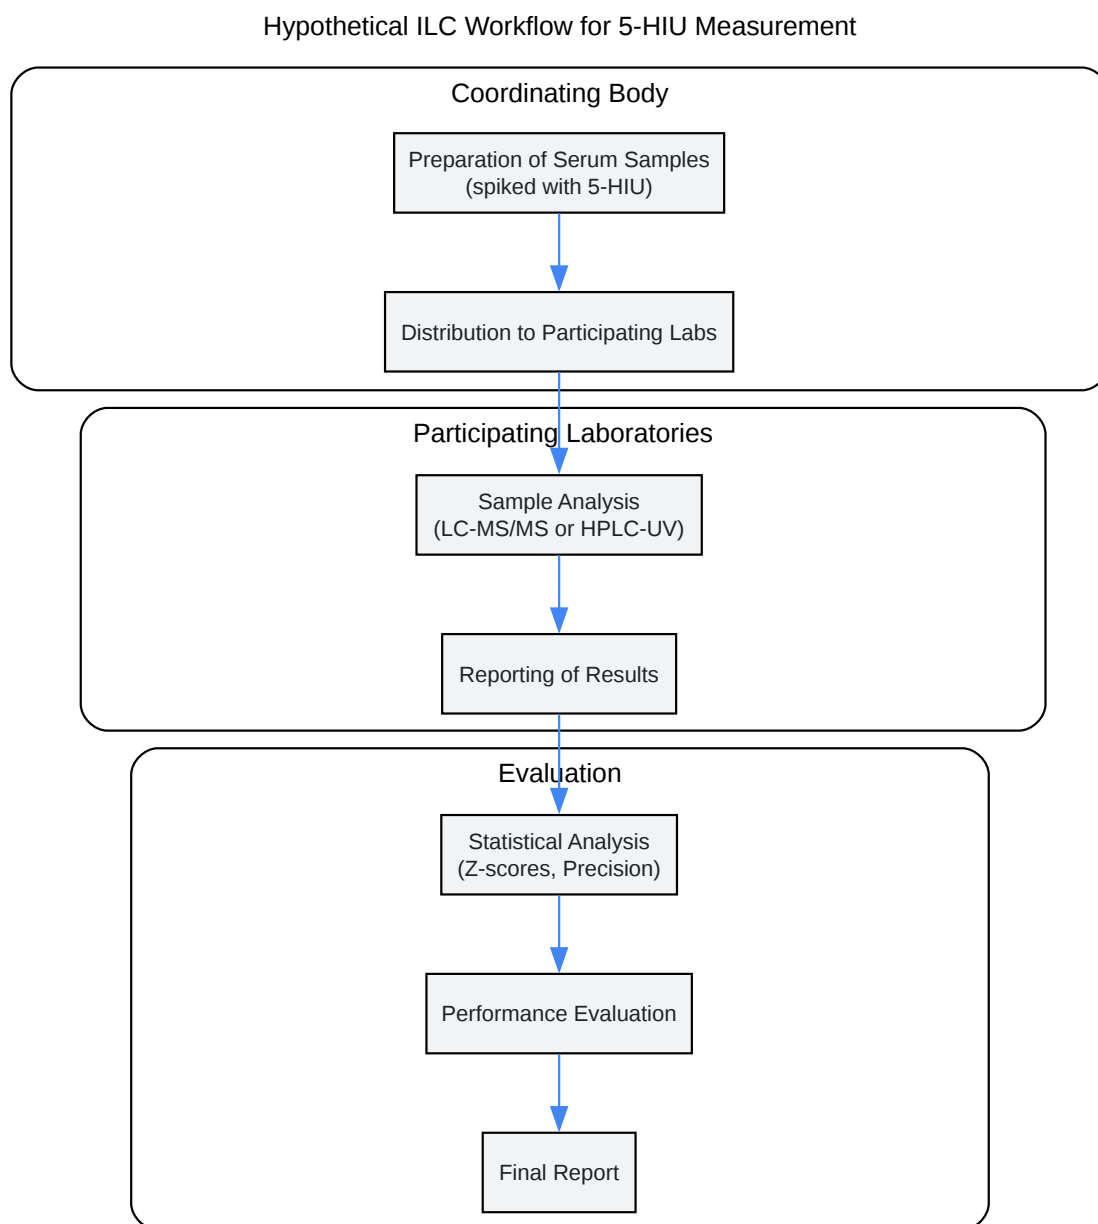 Hypothetical ILC Workflow for 5-HIU Measurement
Coordinating Body
Preparation of Serum Samples
(spiked with 5-HIU)
Distribution to Participating Labs
Participating Laboratories
Sample Analysis
(LC-MS/MS or HPLC-UV)
Reporting of Results
Evaluation
Statistical Analysis
(Z-scores, Precision)
Performance Evaluation
Final Report